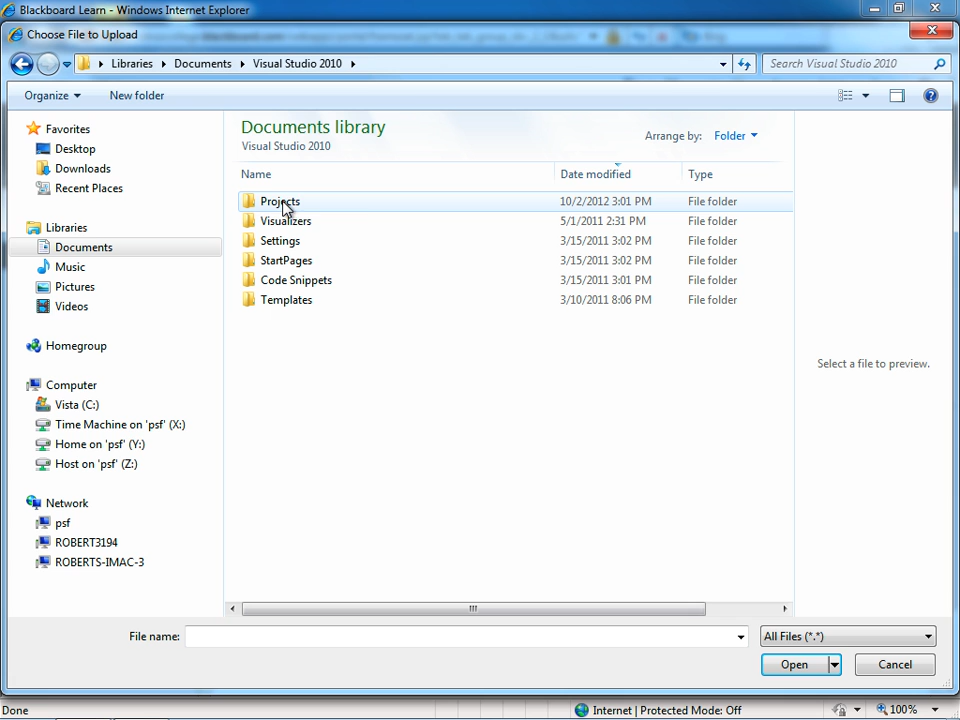 Blackboard Learn - Windows Internet Explorer
Choose File to Upload
Libraries Documents Visual Studio 2010
Search Visual Studio 2010
Organize New folder
Favorites
Desktop
Downloads
Recent Places
Libraries
Documents
Music
Pictures
Videos
Homegroup
Computer
Vista (C:)
Time Machine on 'psf' (X:)
Home on 'psf' (Y:)
Host on 'psf' (Z:)
Network
psf
ROBERT3194
ROBERTS-IMAC-3
Documents library
Visual Studio 2010
Arrange by: Folder
Name Date modified Type
Projects 10/2/2012 3:01 PM File folder
Visualizers 5/1/2011 2:31 PM File folder
Settings 3/15/2011 3:02 PM File folder
StartPages 3/15/2011 3:02 PM File folder
Code Snippets 3/15/2011 3:01 PM File folder
Templates 3/10/2011 8:06 PM File folder
Select a file to preview.
File name: All Files (*.*)
Open Cancel
Done Internet | Protected Mode: Off 100%